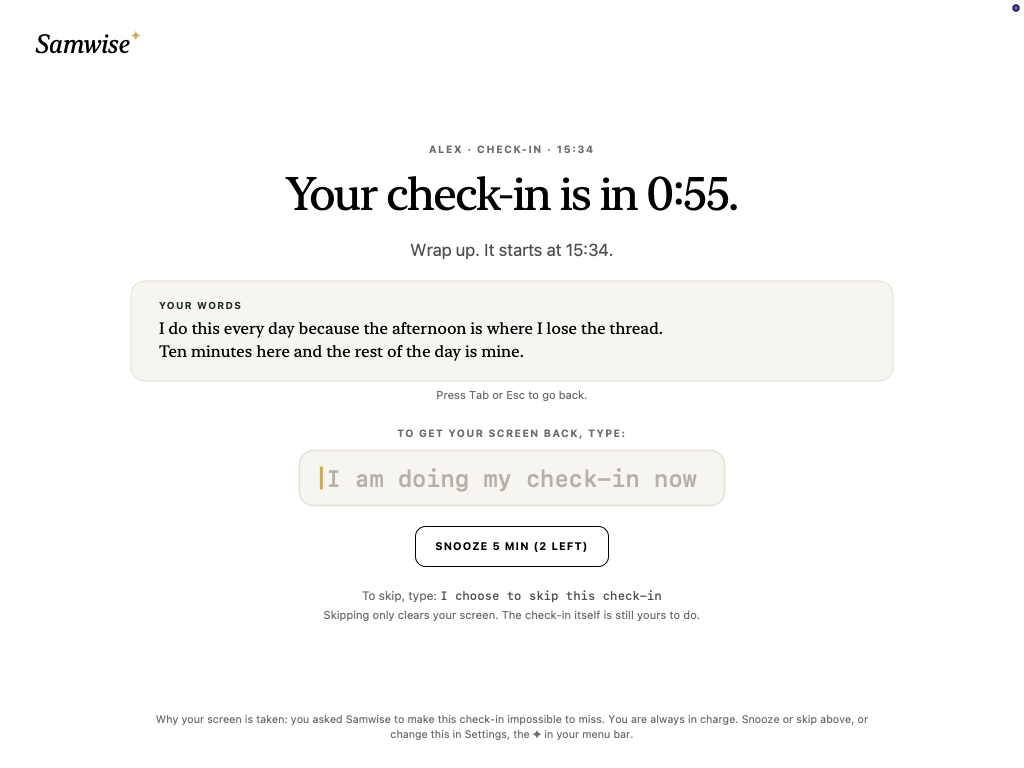 Samwise✦
ALEX · CHECK-IN · 15:34
Your check-in is in 0:55.
Wrap up. It starts at 15:34.
YOUR WORDS
I do this every day because the afternoon is where I lose the thread.
Ten minutes here and the rest of the day is mine.
Press Tab or Esc to go back.
TO GET YOUR SCREEN BACK, TYPE:
I am doing my check-in now
SNOOZE 5 MIN (2 LEFT)
To skip, type: I choose to skip this check-in
Skipping only clears your screen. The check-in itself is still yours to do.
Why your screen is taken: you asked Samwise to make this check-in impossible to miss. You are always in charge. Snooze or skip above, or
change this in Settings, the ✦ in your menu bar.